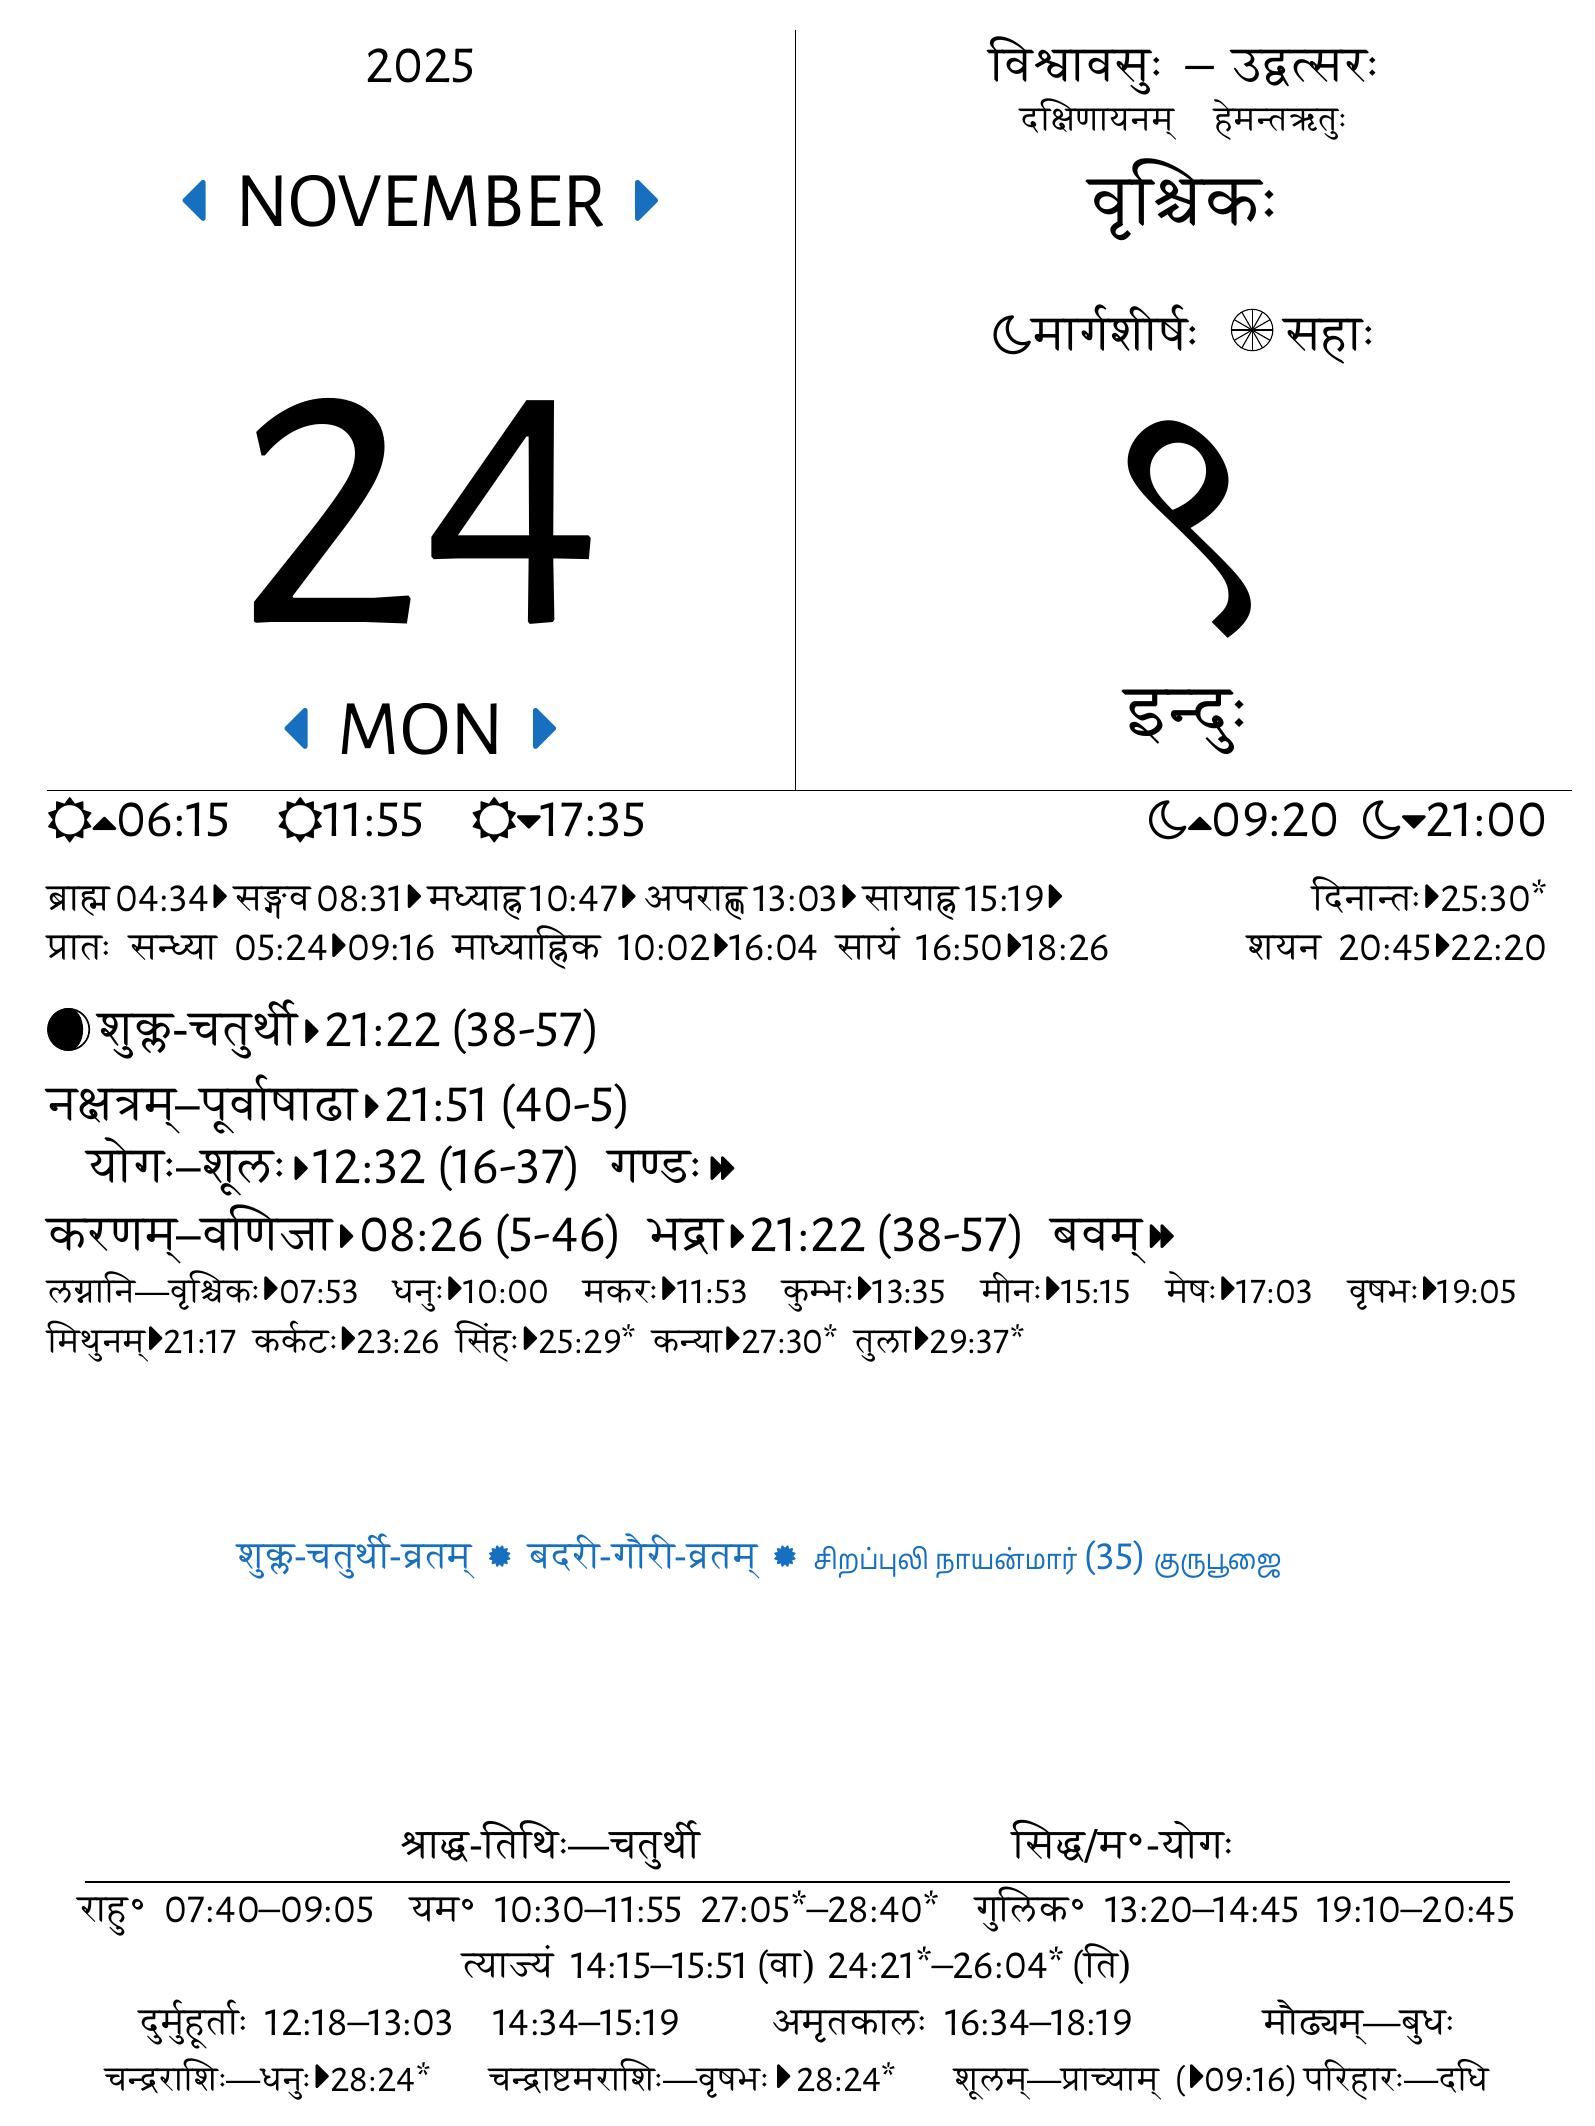 2025
NOVEMBER
24
MON
विश्वावसुः – उद्वत्सरः
दक्षिणायनम् हेमन्तऋतुः
वृश्चिकः
मार्गशीर्षः सहाः
९
इन्दुः
06:15 11:55 17:35 09:20 21:00
ब्राह्म 04:34 सङ्गव 08:31 मध्याह्न 10:47 अपराह्ण 13:03 सायाह्न 15:19 दिनान्तः 25:30*
प्रातः सन्ध्या 05:24 09:16 माध्याह्निक 10:02 16:04 सायं 16:50 18:26 शयन 20:45 22:20
शुक्ल-चतुर्थी 21:22 (38-57)
नक्षत्रम्–पूर्वाषाढा 21:51 (40-5)
योगः–शूलः 12:32 (16-37) गण्डः
करणम्–वणिजा 08:26 (5-46) भद्रा 21:22 (38-57) बवम्
लग्नानि—वृश्चिकः 07:53 धनुः 10:00 मकरः 11:53 कुम्भः 13:35 मीनः 15:15 मेषः 17:03 वृषभः 19:05
मिथुनम् 21:17 कर्कटः 23:26 सिंहः 25:29* कन्या 27:30* तुला 29:37*
शुक्ल-चतुर्थी-व्रतम् ✹ बदरी-गौरी-व्रतम् ✹ சிறப்புலி நாயன்மார் (35) குருபூஜை
श्राद्ध-तिथिः—चतुर्थी सिद्ध/म॰-योगः
राहु॰ 07:40–09:05 यम॰ 10:30–11:55 27:05*–28:40* गुलिक॰ 13:20–14:45 19:10–20:45
त्याज्यं 14:15–15:51 (वा) 24:21*–26:04* (ति)
दुर्मुहूर्ताः 12:18–13:03 14:34–15:19 अमृतकालः 16:34–18:19 मौढ्यम्—बुधः
चन्द्रराशिः—धनुः 28:24* चन्द्राष्टमराशिः—वृषभः 28:24* शूलम्—प्राच्याम् ( 09:16) परिहारः—दधि